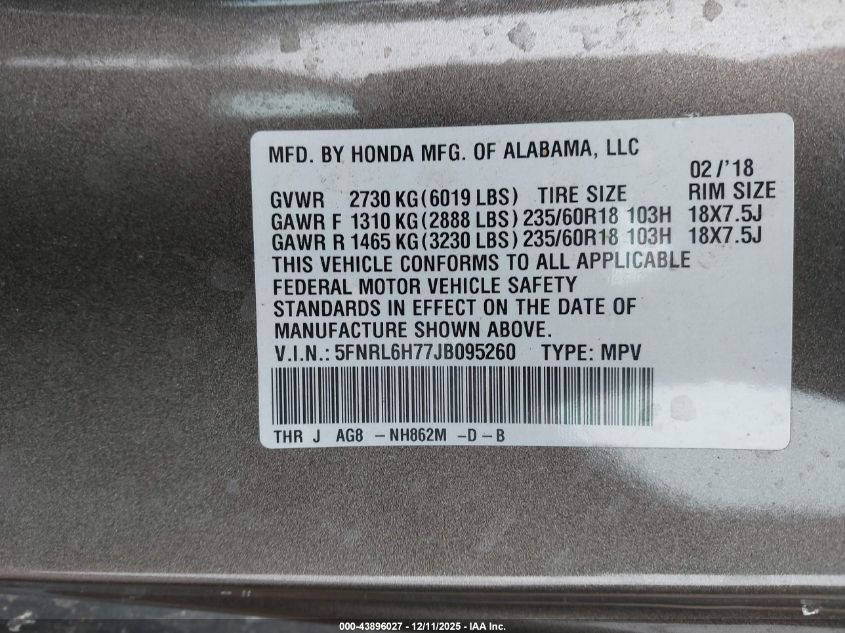 MFD. BY HONDA MFG. OF ALABAMA, LLC
02/'18
GVWR 2730 KG(6019 LBS) TIRE SIZE RIM SIZE
GAWR F 1310 KG(2888 LBS) 235/60R18 103H 18X7.5J
GAWR R 1465 KG(3230 LBS) 235/60R18 103H 18X7.5J
THIS VEHICLE CONFORMS TO ALL APPLICABLE
FEDERAL MOTOR VEHICLE SAFETY
STANDARDS IN EFFECT ON THE DATE OF
MANUFACTURE SHOWN ABOVE.
V.I.N.: 5FNRL6H77JB095260 TYPE: MPV
THR J AG8 -NH862M -D-B
000-43896027 - 12/11/2025 - IAA Inc.